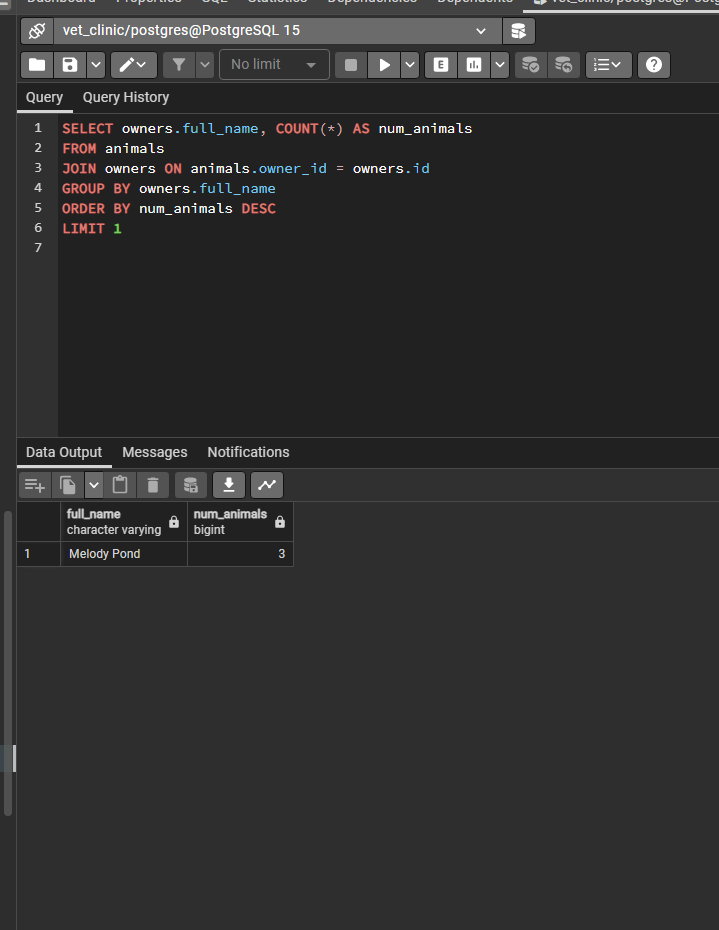 Dashboard Properties SQL Statistics Dependencies Dependents vet_clinic/postgres@Postg
vet_clinic/postgres@PostgreSQL 15
No limit
E
Query Query History
1 SELECT owners.full_name, COUNT(*) AS num_animals
2 FROM animals
3 JOIN owners ON animals.owner_id = owners.id
4 GROUP BY owners.full_name
5 ORDER BY num_animals DESC
6 LIMIT 1
7
Data Output Messages Notifications
full_name num_animals
character varying bigint
1 Melody Pond 3